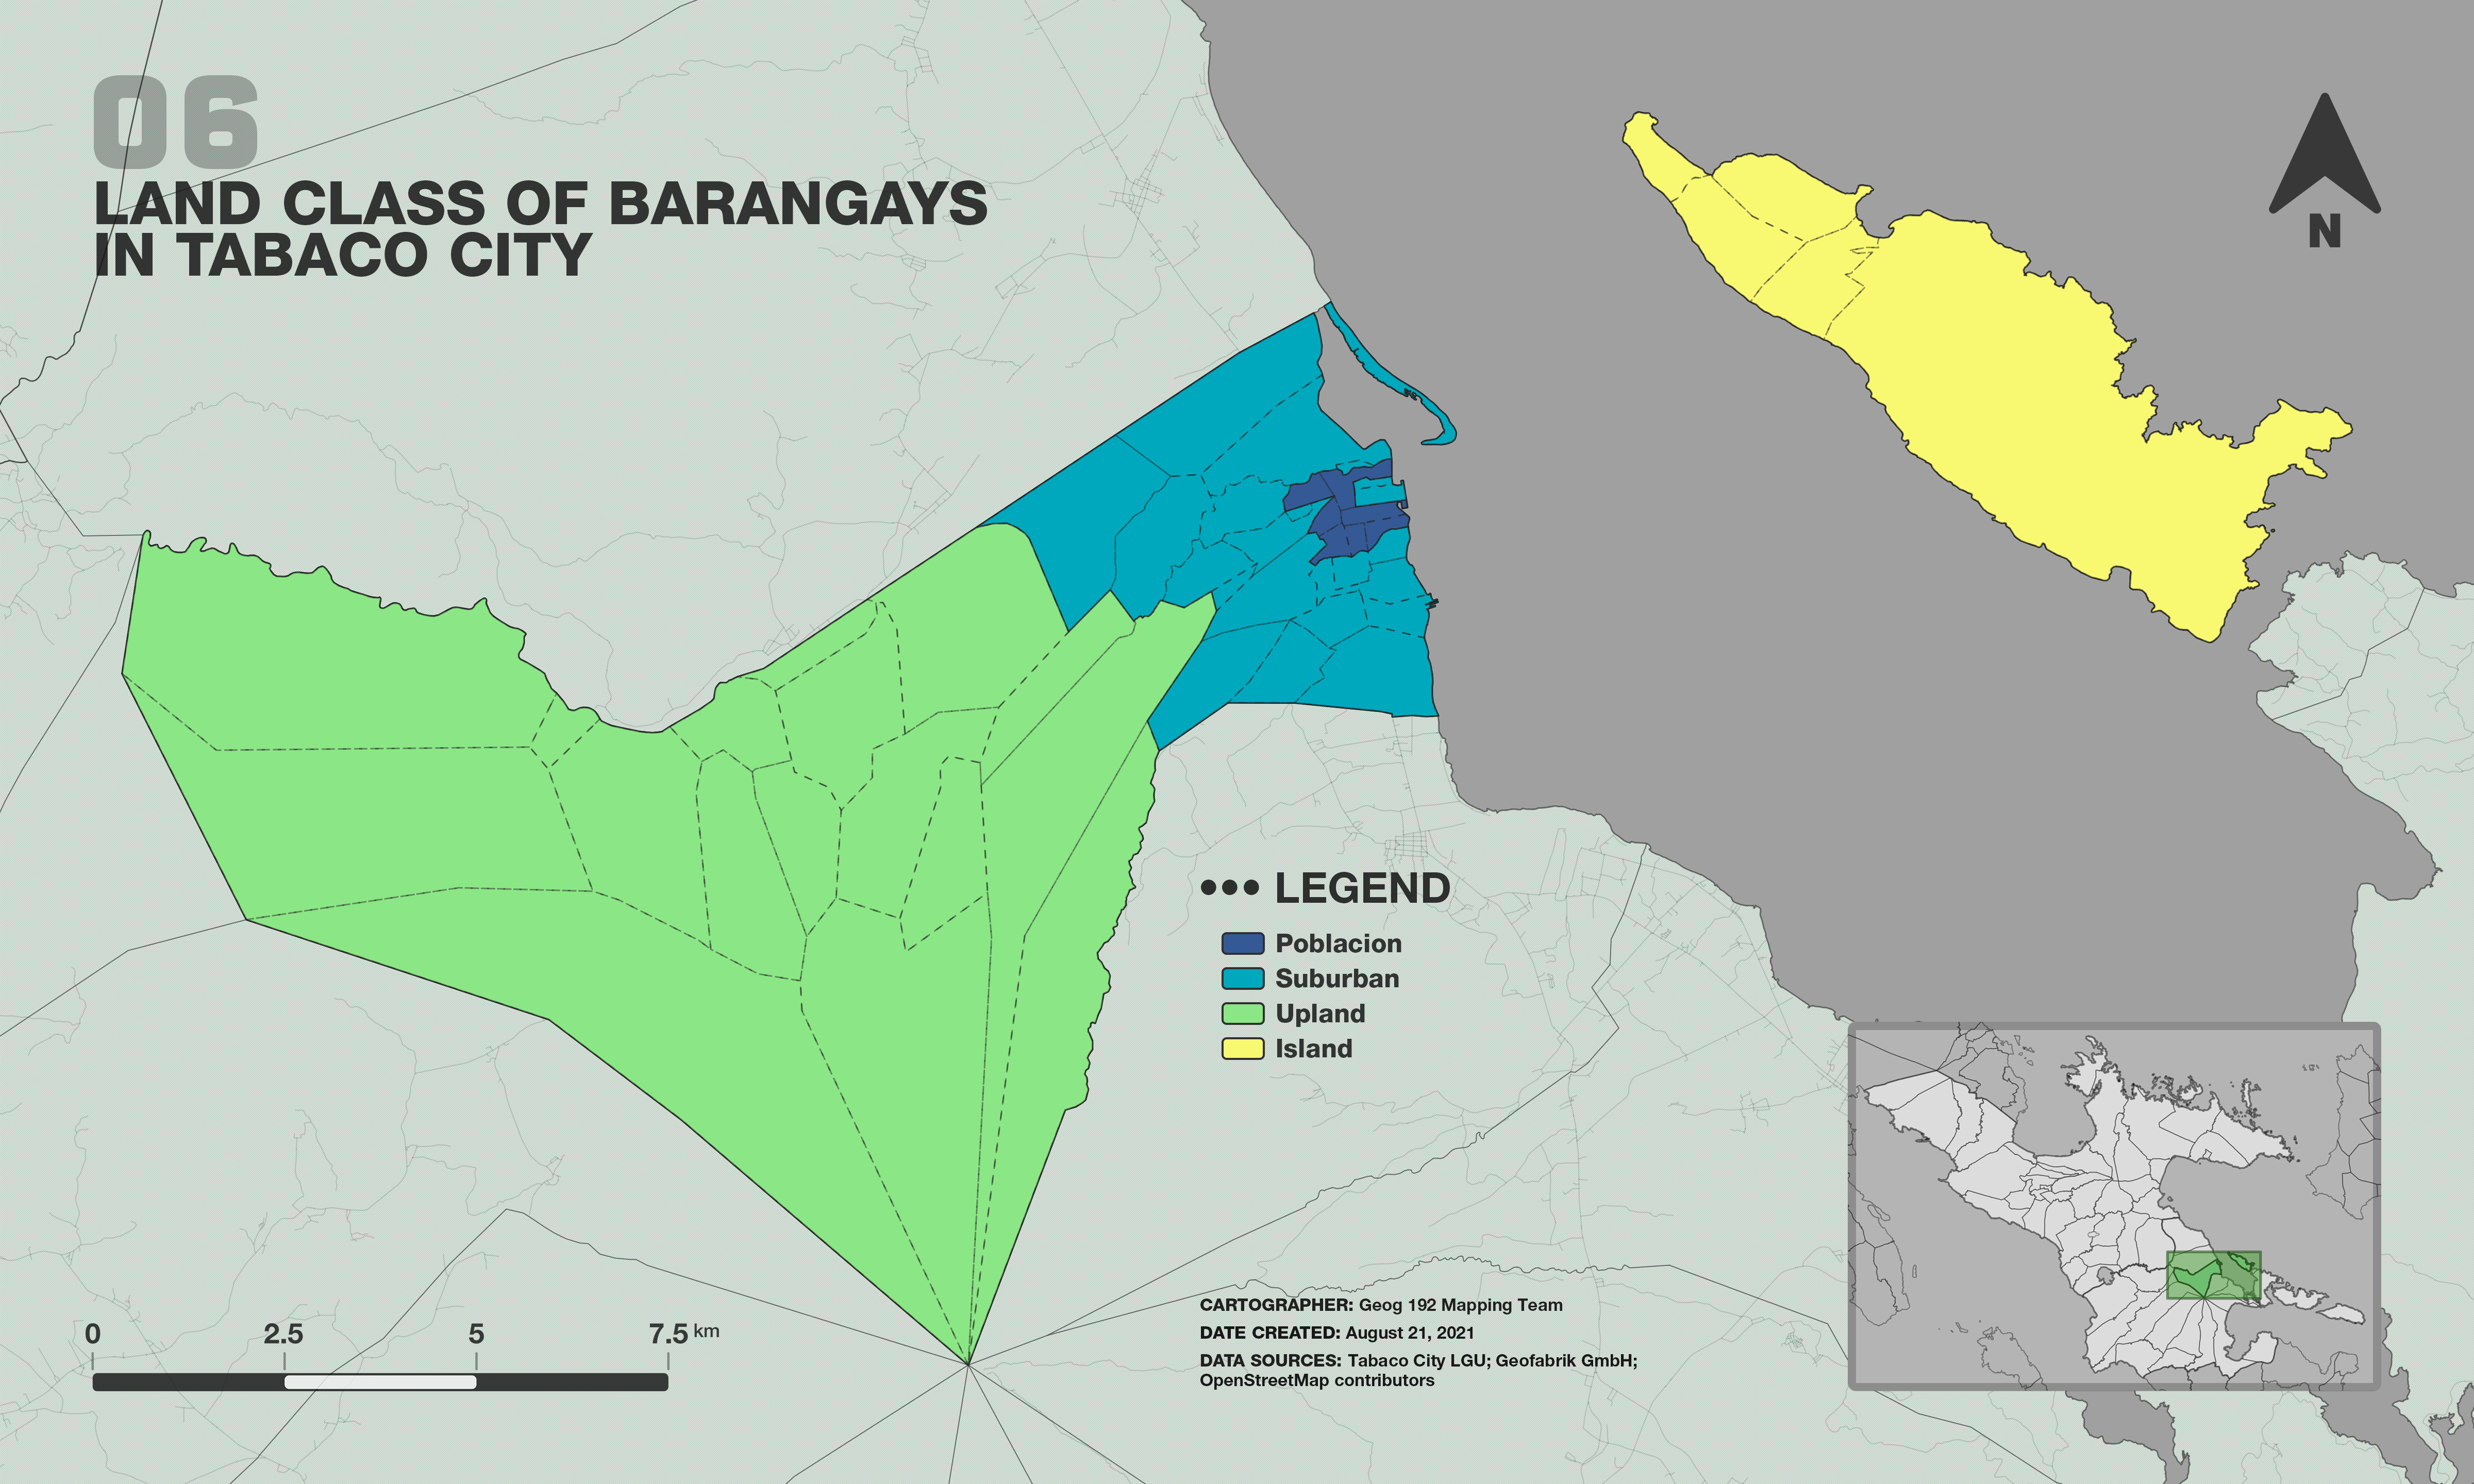 06
LAND CLASS OF BARANGAYS
IN TABACO CITY
N
••• LEGEND
Poblacion
Suburban
Upland
Island
0 2.5 5 7.5 km
CARTOGRAPHER: Geog 192 Mapping Team
DATE CREATED: August 21, 2021
DATA SOURCES: Tabaco City LGU; Geofabrik GmbH;
OpenStreetMap contributors